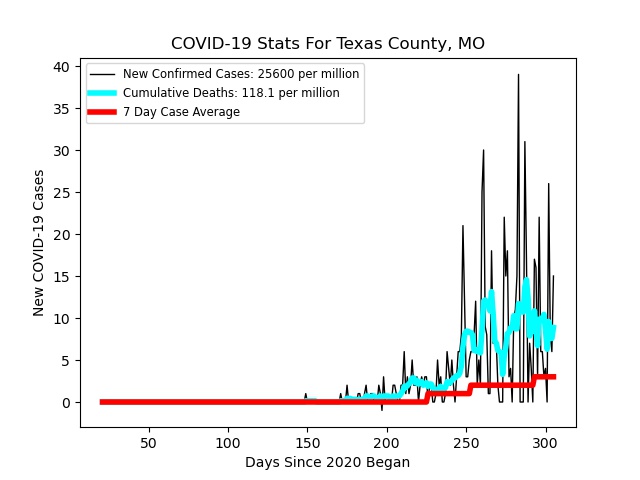 COVID-19 Stats For Texas County, MO
New Confirmed Cases: 25600 per million
Cumulative Deaths: 118.1 per million
7 Day Case Average
New COVID-19 Cases
40
35
30
25
20
15
10
5
0
50 100 150 200 250 300
Days Since 2020 Began